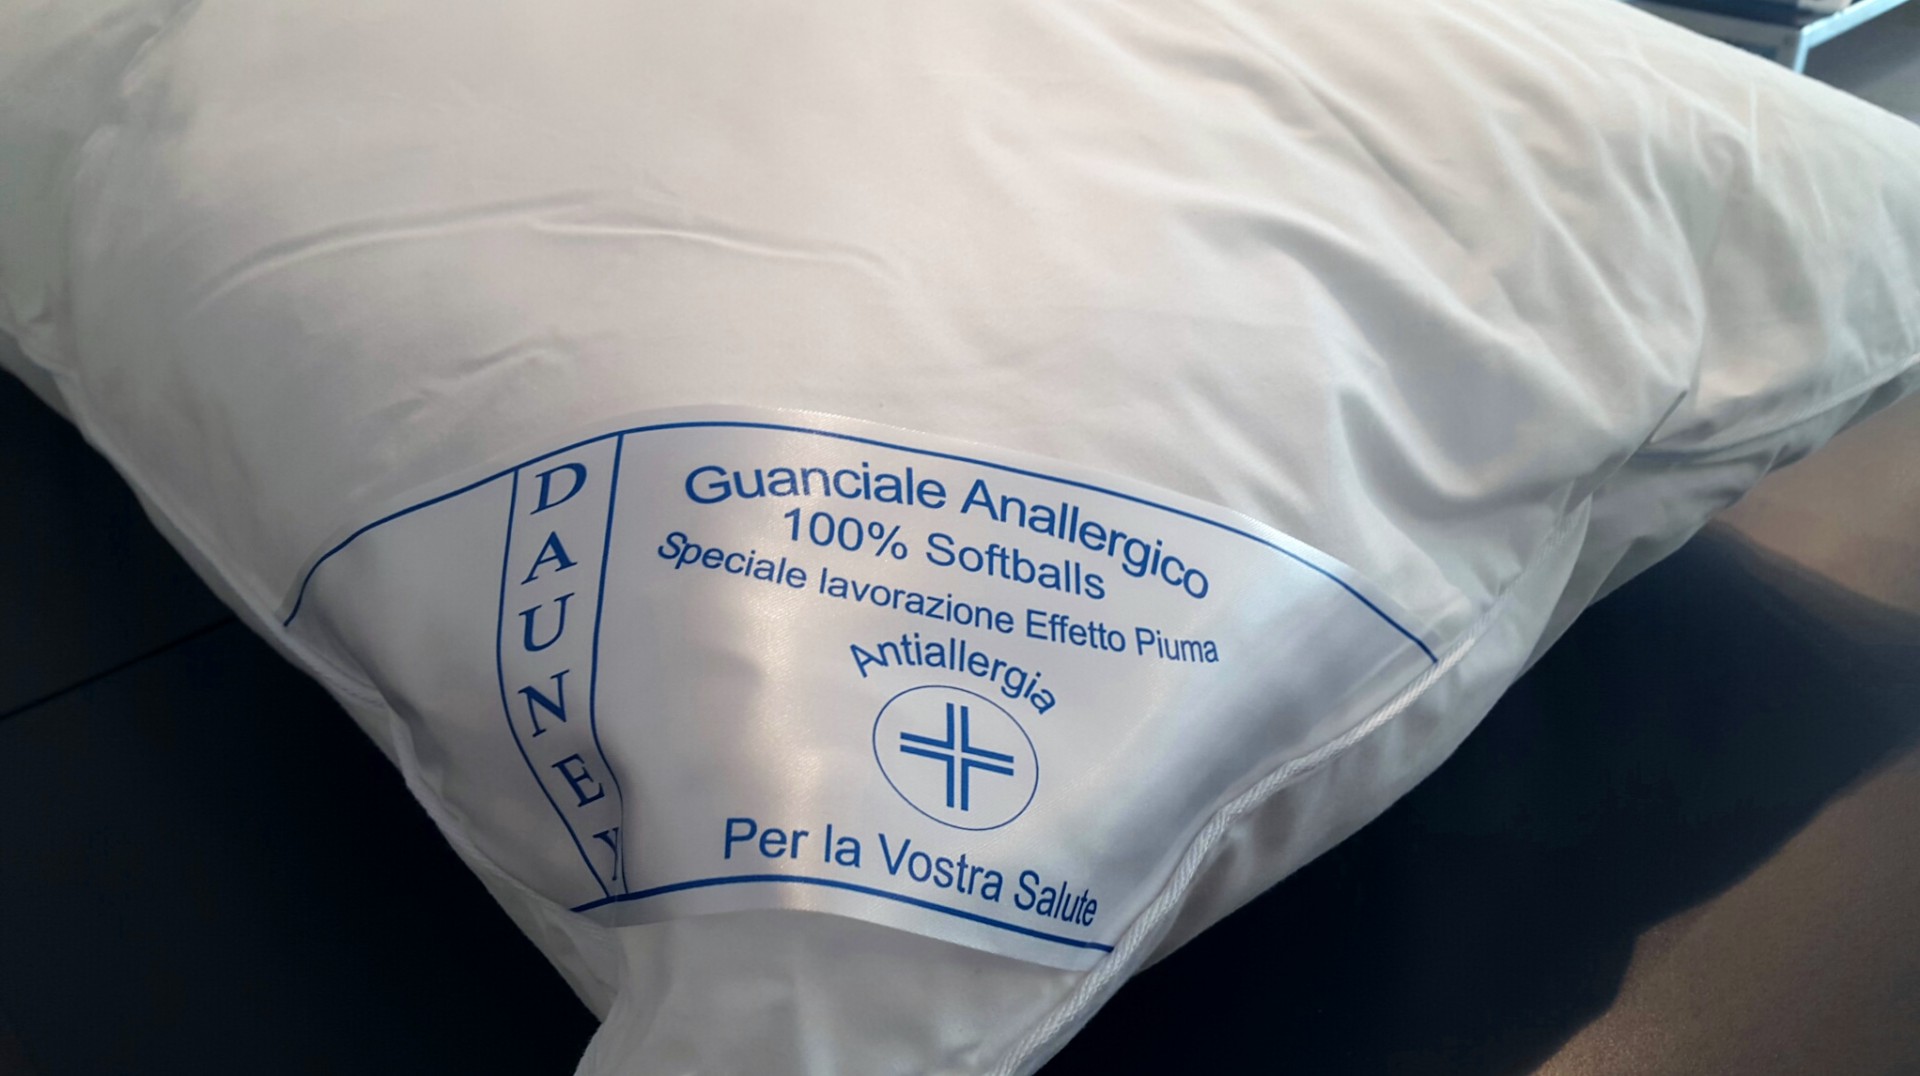 DAUNEY
Guanciale Anallergico
100% Softballs
Speciale lavorazione Effetto Piuma
Antiallergia
Per la Vostra Salute